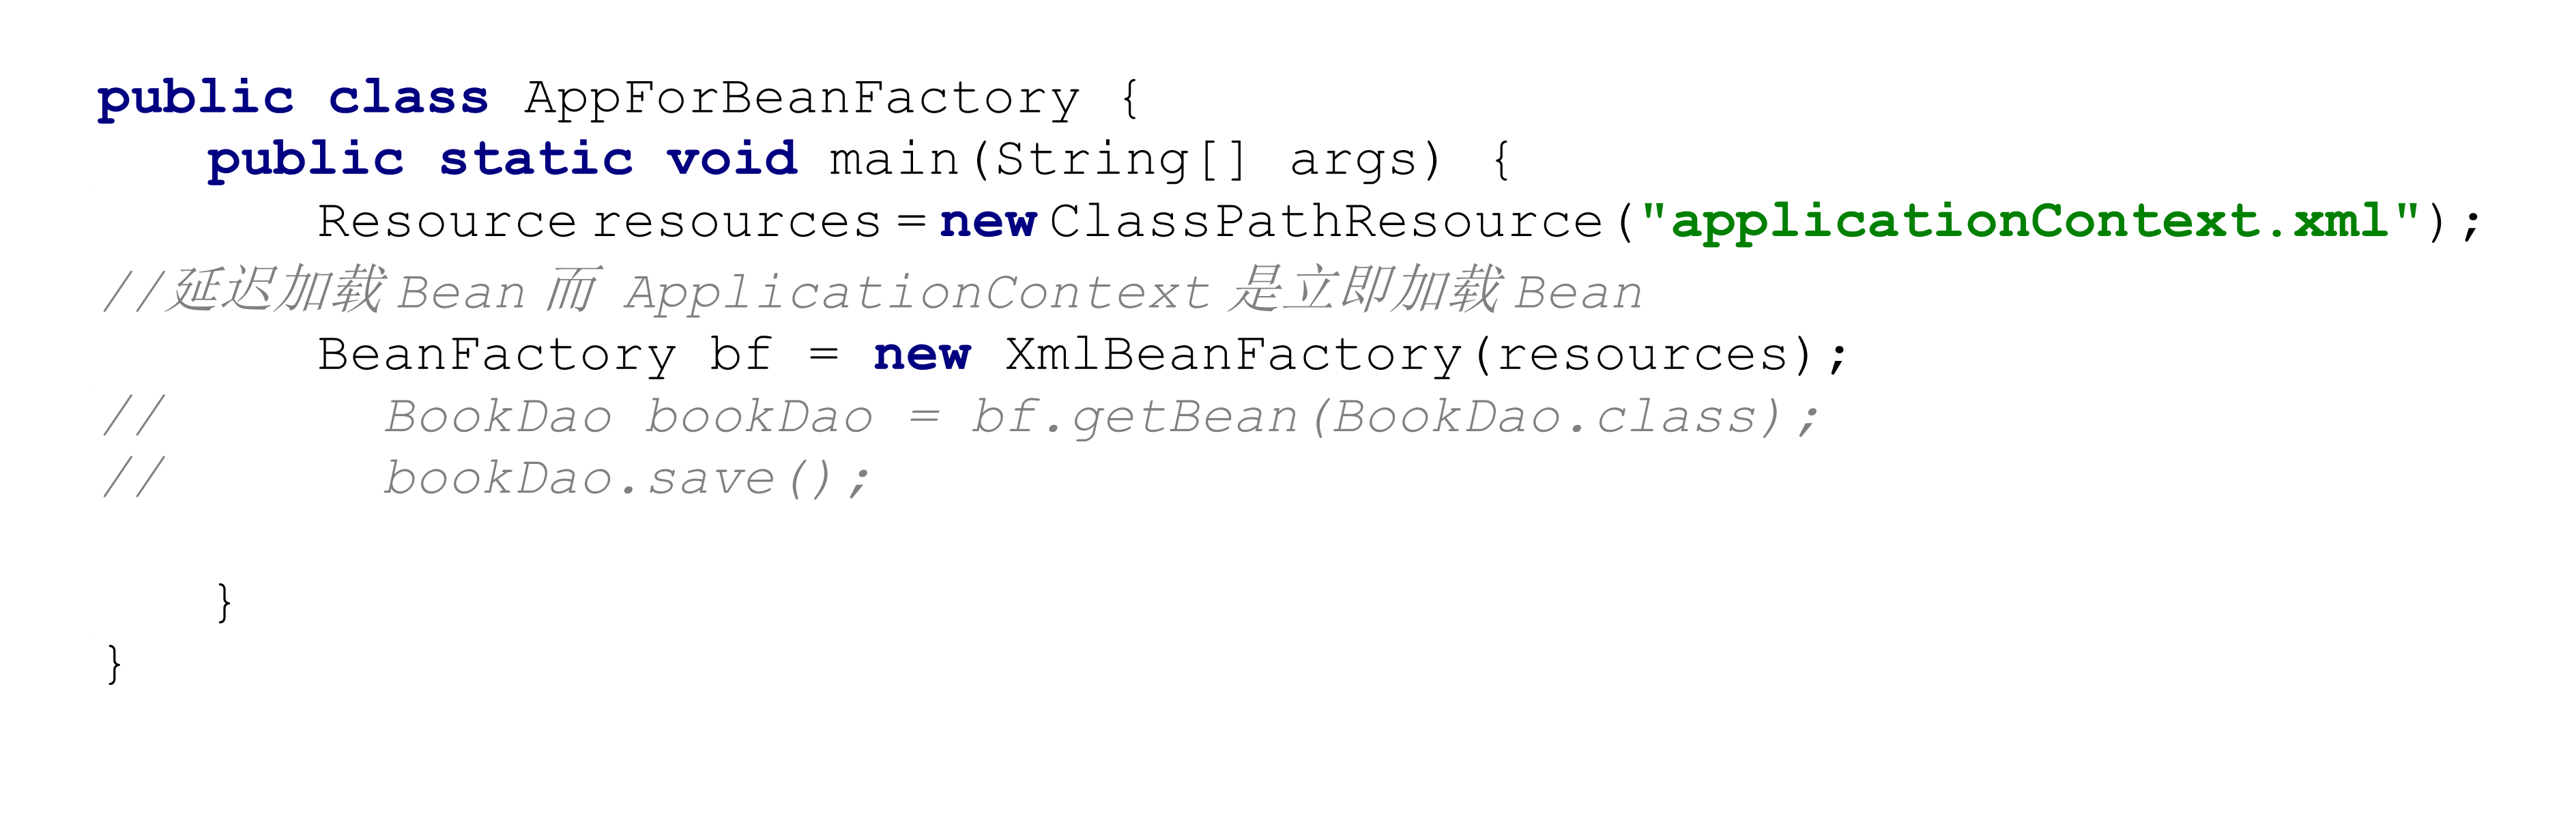 public class AppForBeanFactory {
    public static void main(String[] args) {
        Resource resources = new ClassPathResource("applicationContext.xml");
//延迟加载 Bean 而 ApplicationContext 是立即加载 Bean
        BeanFactory bf = new XmlBeanFactory(resources);
//        BookDao bookDao = bf.getBean(BookDao.class);
//        bookDao.save();
    }
}